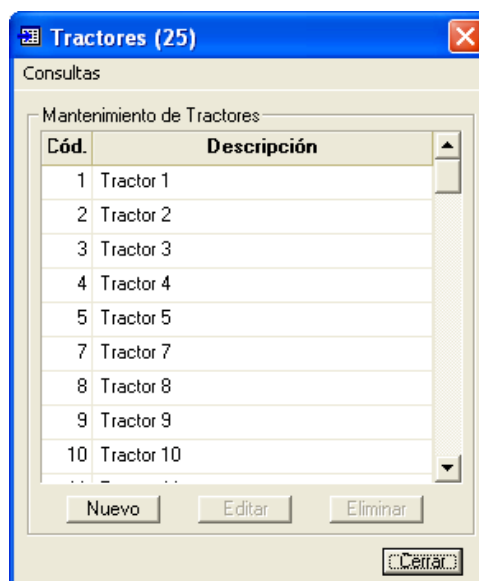 Tractores (25)
Consultas
Mantenimiento de Tractores
Cód. Descripción
1 Tractor 1
2 Tractor 2
3 Tractor 3
4 Tractor 4
5 Tractor 5
7 Tractor 7
8 Tractor 8
9 Tractor 9
10 Tractor 10
Nuevo Editar Eliminar
Cerrar